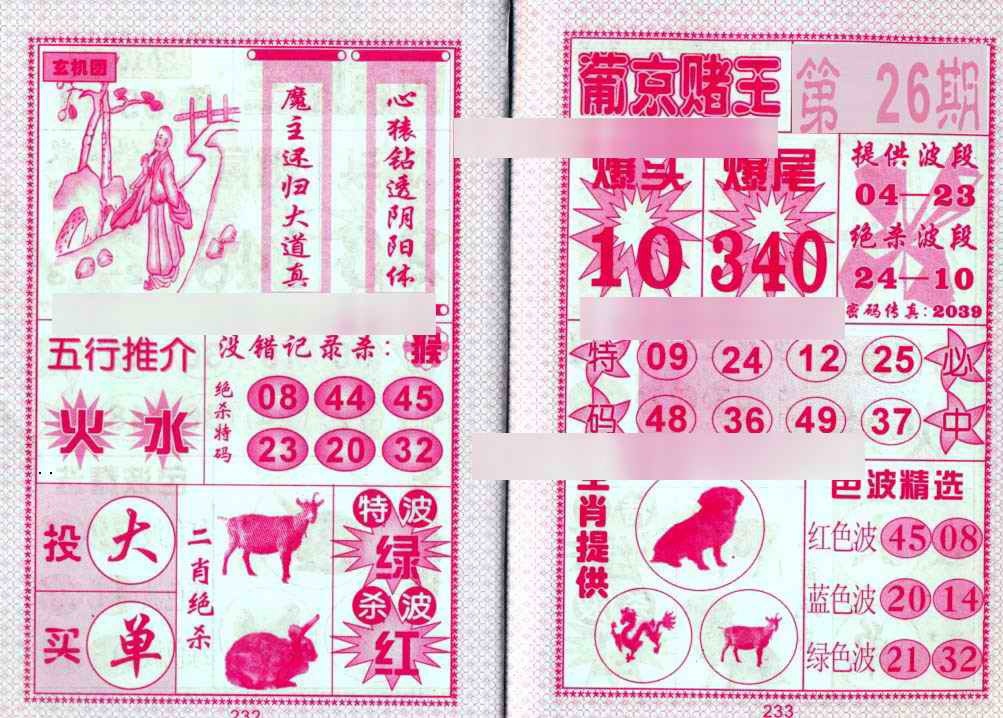 玄机图
魔主还归大道真
心猿钻透阴阳体
五行推介
火 水
没错记录杀：猴
绝杀特码
08 44 45
23 20 32
投 大
买 单
二肖绝杀
特波
绿
杀波
红
232
葡京赌王
第 26期
爆头
10
爆尾
340
提供波段
04—23
绝杀波段
24—10
密码传真：2039
特码
09 24 12 25
48 36 49 37
必中
生肖提供
色波精选
红色波 45 08
蓝色波 20 14
绿色波 21 32
233